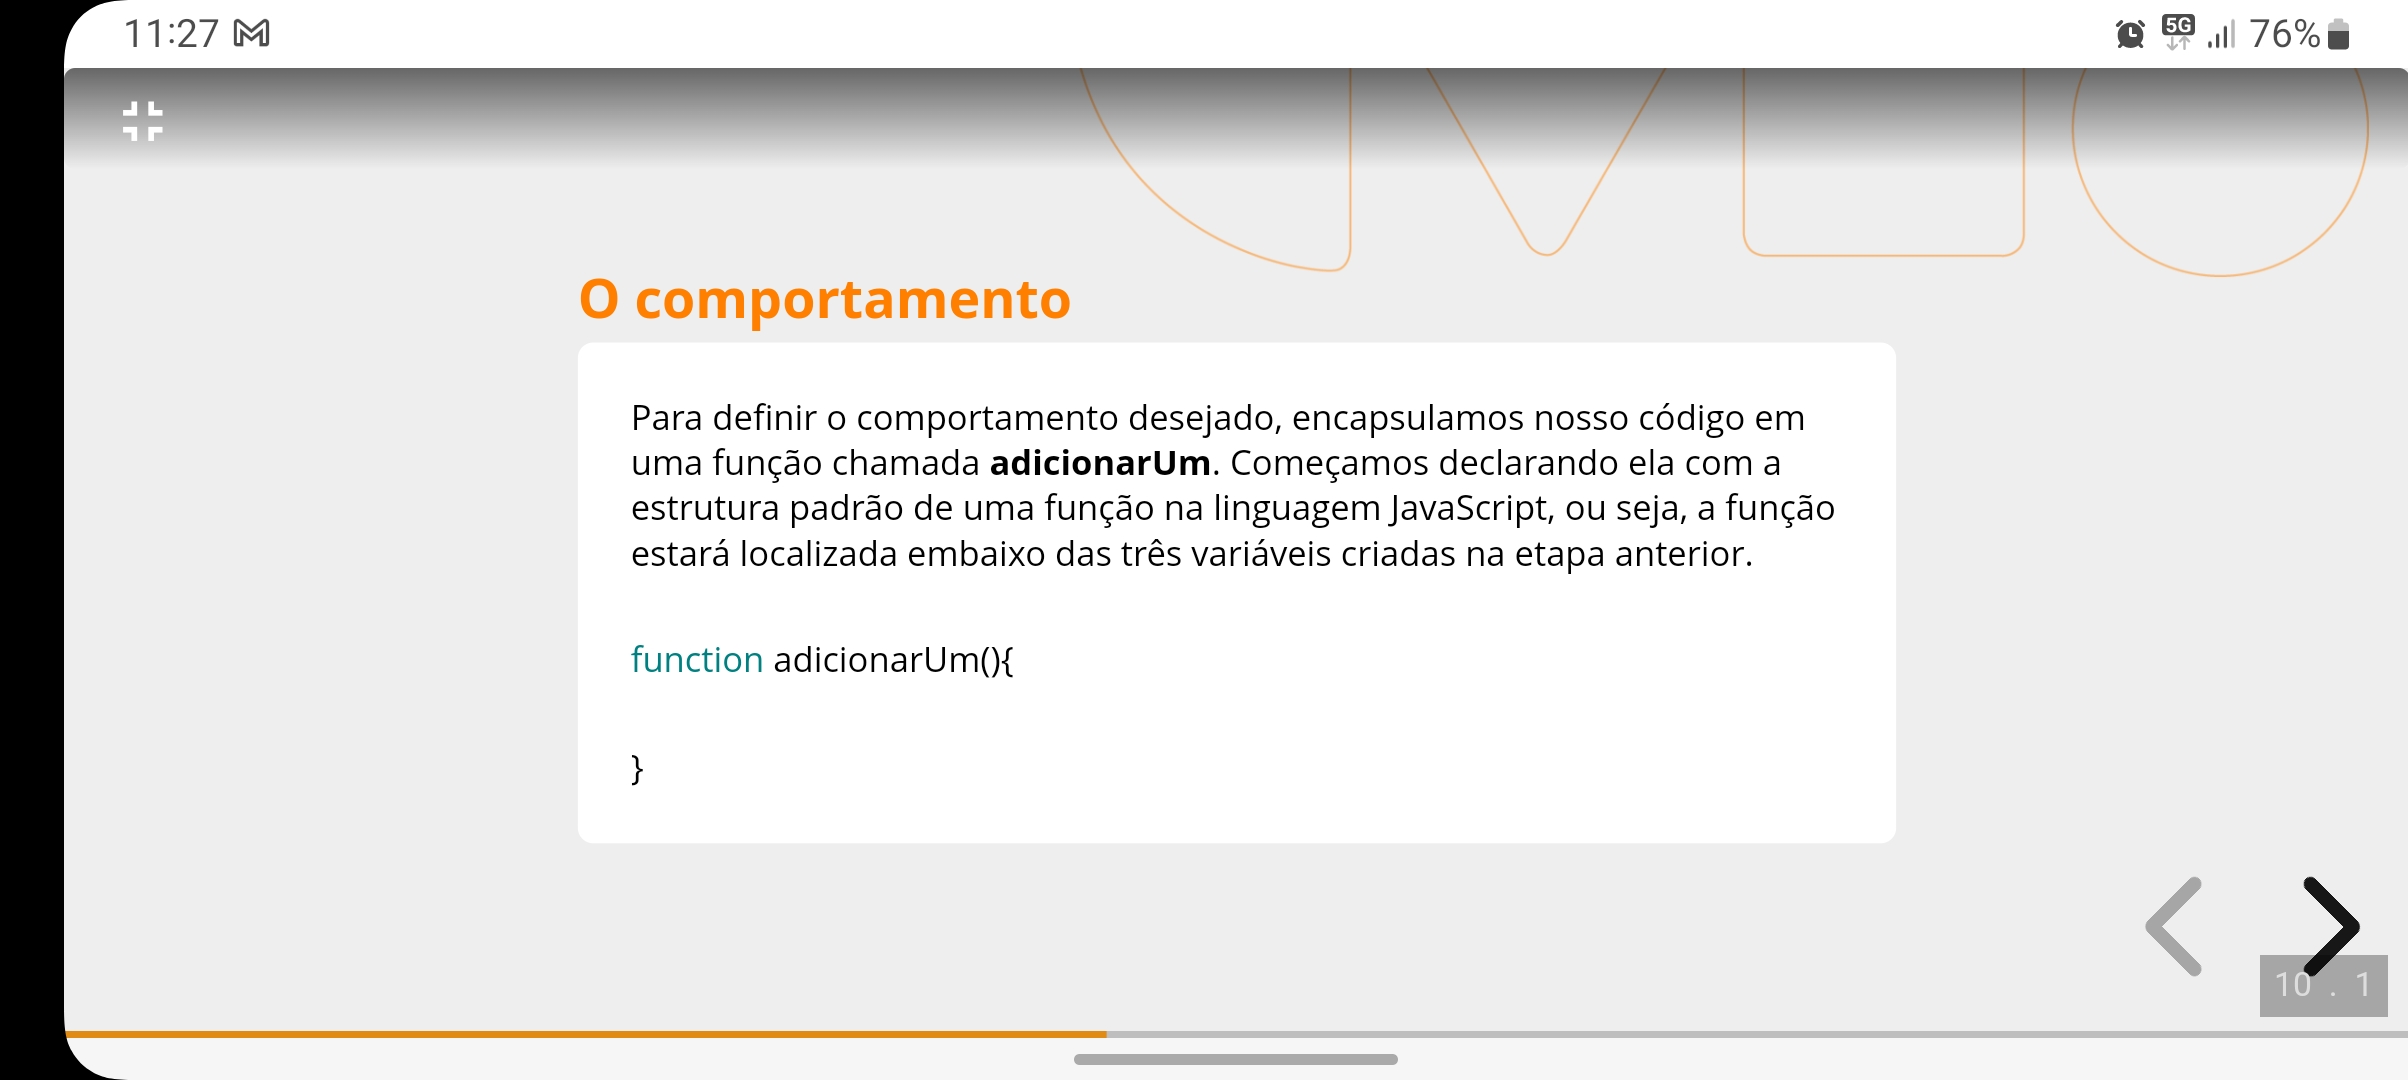 11:27
5G
76%
O comportamento
Para definir o comportamento desejado, encapsulamos nosso código em
uma função chamada adicionarUm. Começamos declarando ela com a
estrutura padrão de uma função na linguagem JavaScript, ou seja, a função
estará localizada embaixo das três variáveis criadas na etapa anterior.
function adicionarUm(){
}
10 . 1